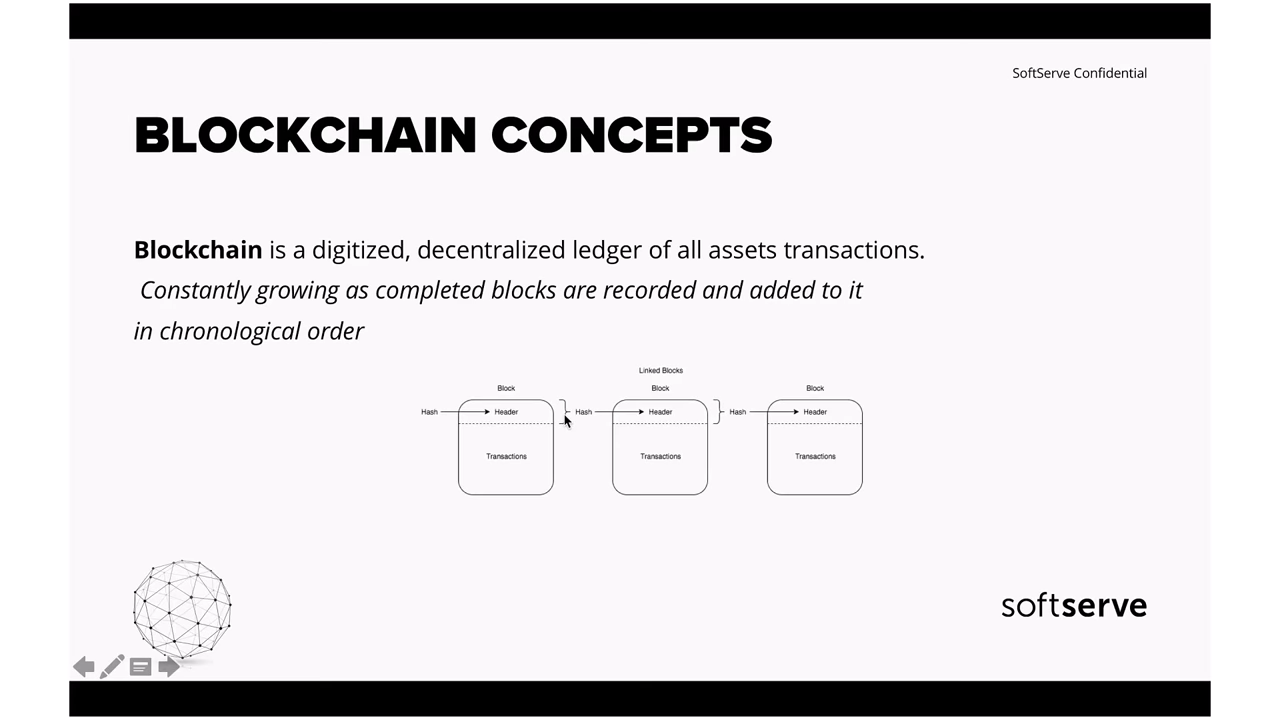 SoftServe Confidential
BLOCKCHAIN CONCEPTS
Blockchain is a digitized, decentralized ledger of all assets transactions.
Constantly growing as completed blocks are recorded and added to it
in chronological order
Linked Blocks
Block Block Block
Hash Header Hash Header Hash Header
Transactions Transactions Transactions
softserve